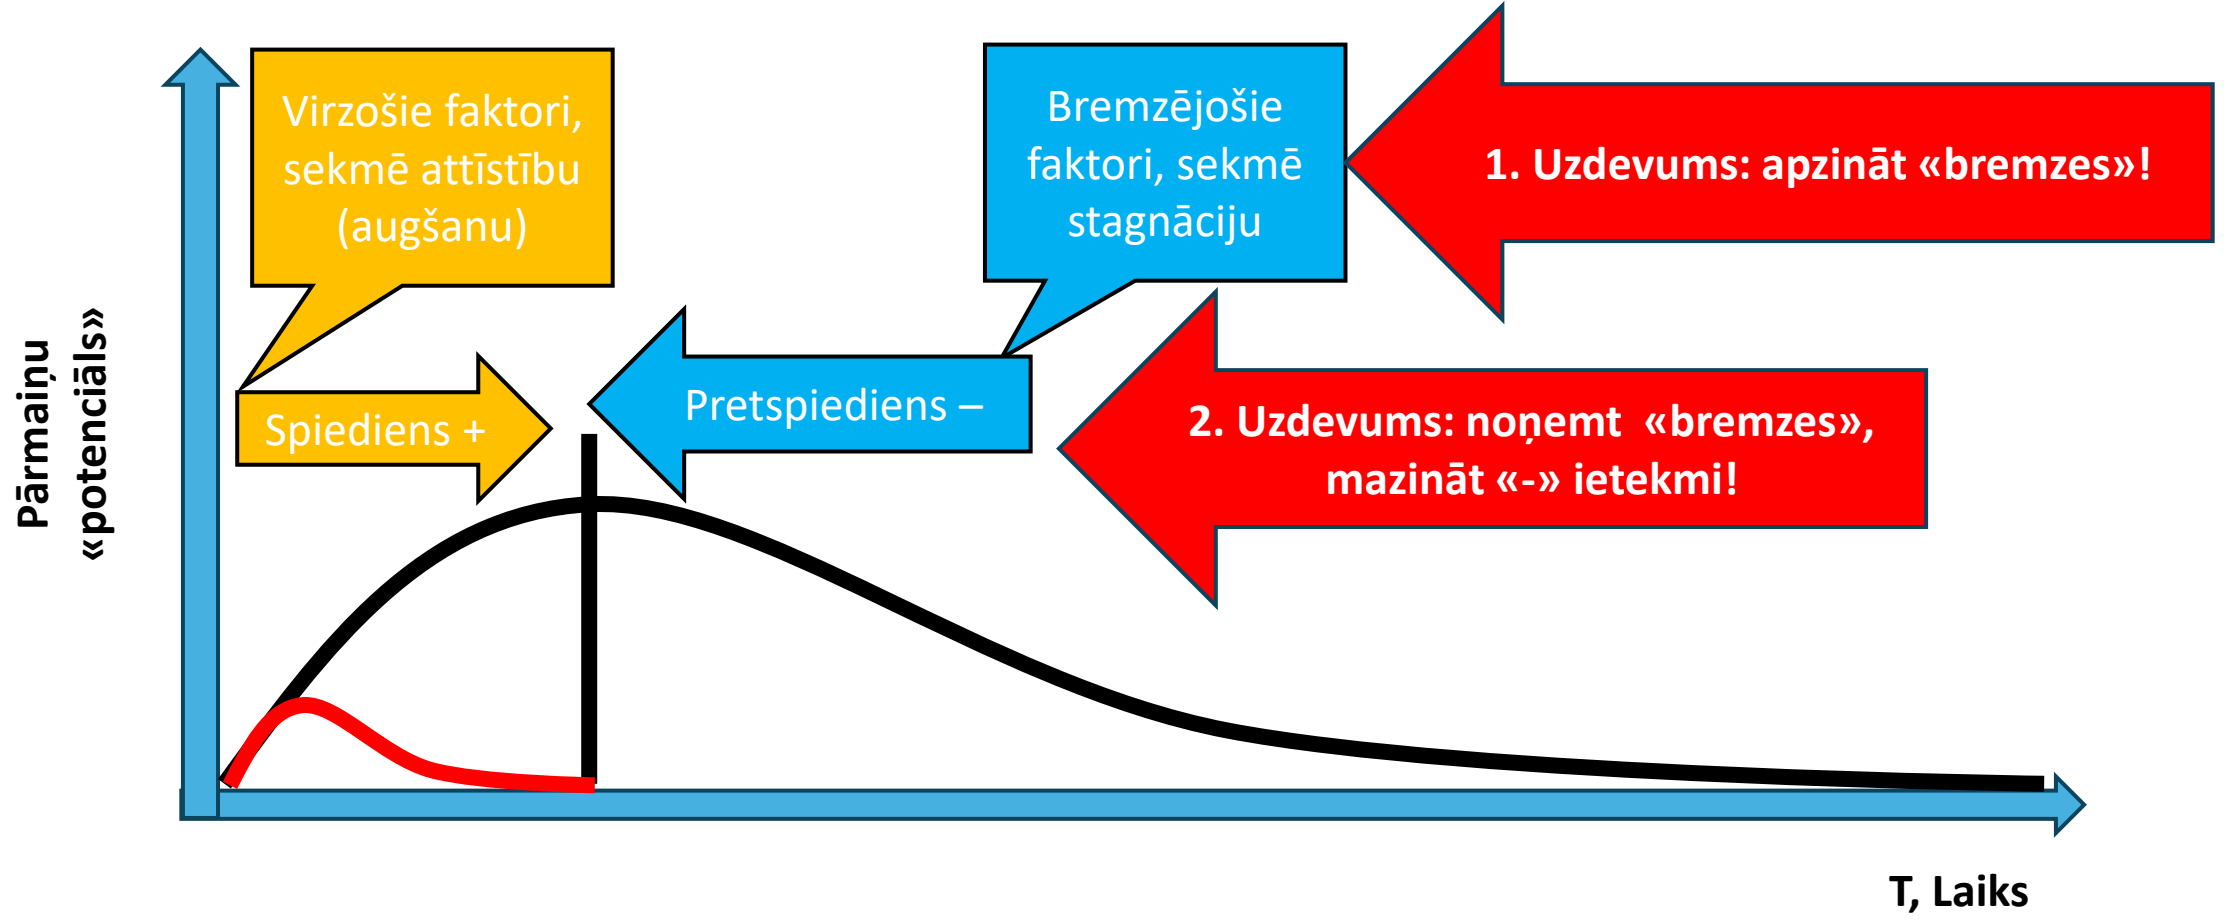 Virzošie faktori,
sekmē attīstību
(augšanu)
Bremzējošie
faktori, sekmē
stagnāciju
1. Uzdevums: apzināt «bremzes»!
Pārmaiņu
«potenciāls»
Spiediens +
Pretspiediens –
2. Uzdevums: noņemt  «bremzes»,
mazināt «-» ietekmi!
T, Laiks